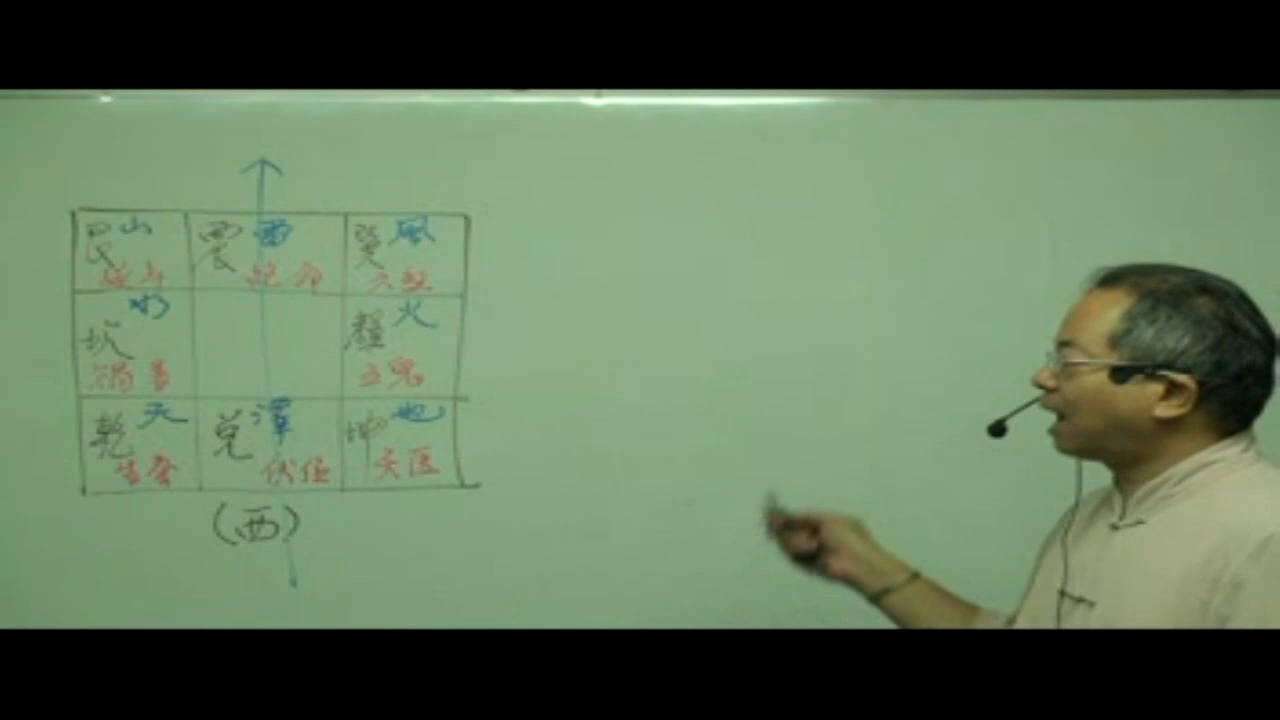 艮山 震雷 巽風
延年 絕命 六煞
坎水 離火
禍害 五鬼
乾天 兌澤 坤地
生氣 伏位 天医
(西)